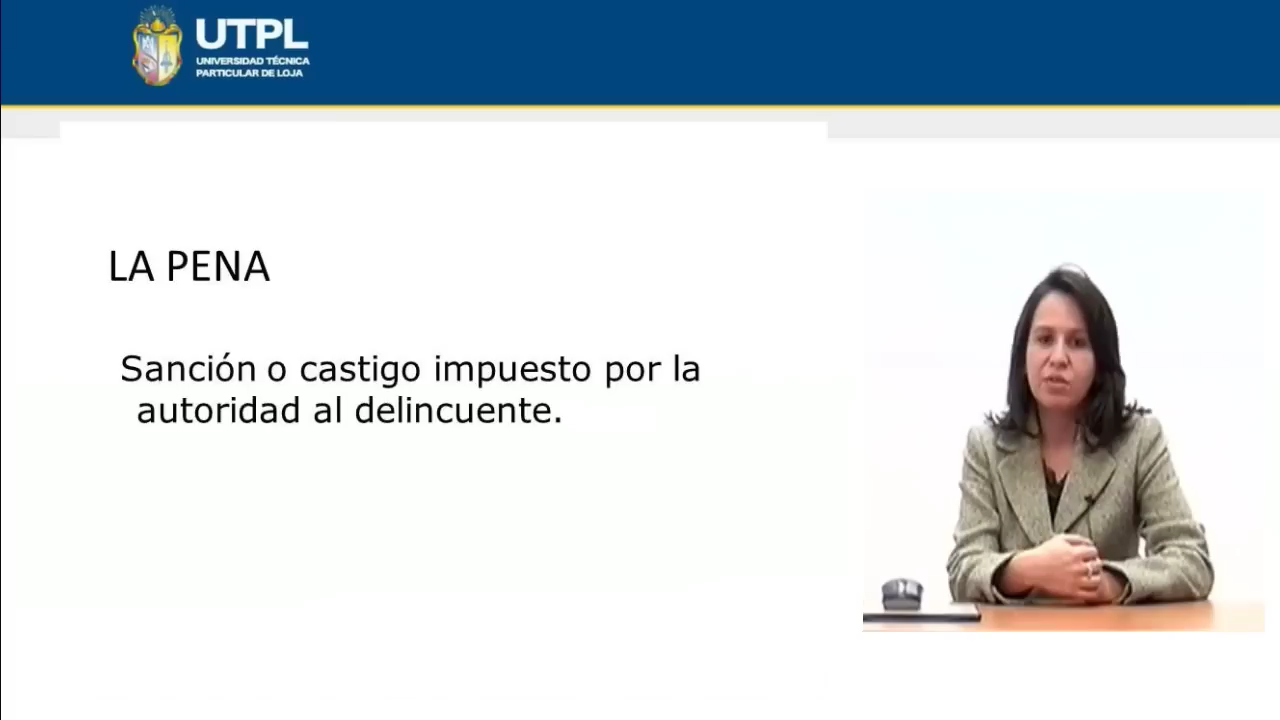 UTPL
UNIVERSIDAD TÉCNICA
PARTICULAR DE LOJA
LA PENA
Sanción o castigo impuesto por la
autoridad al delincuente.